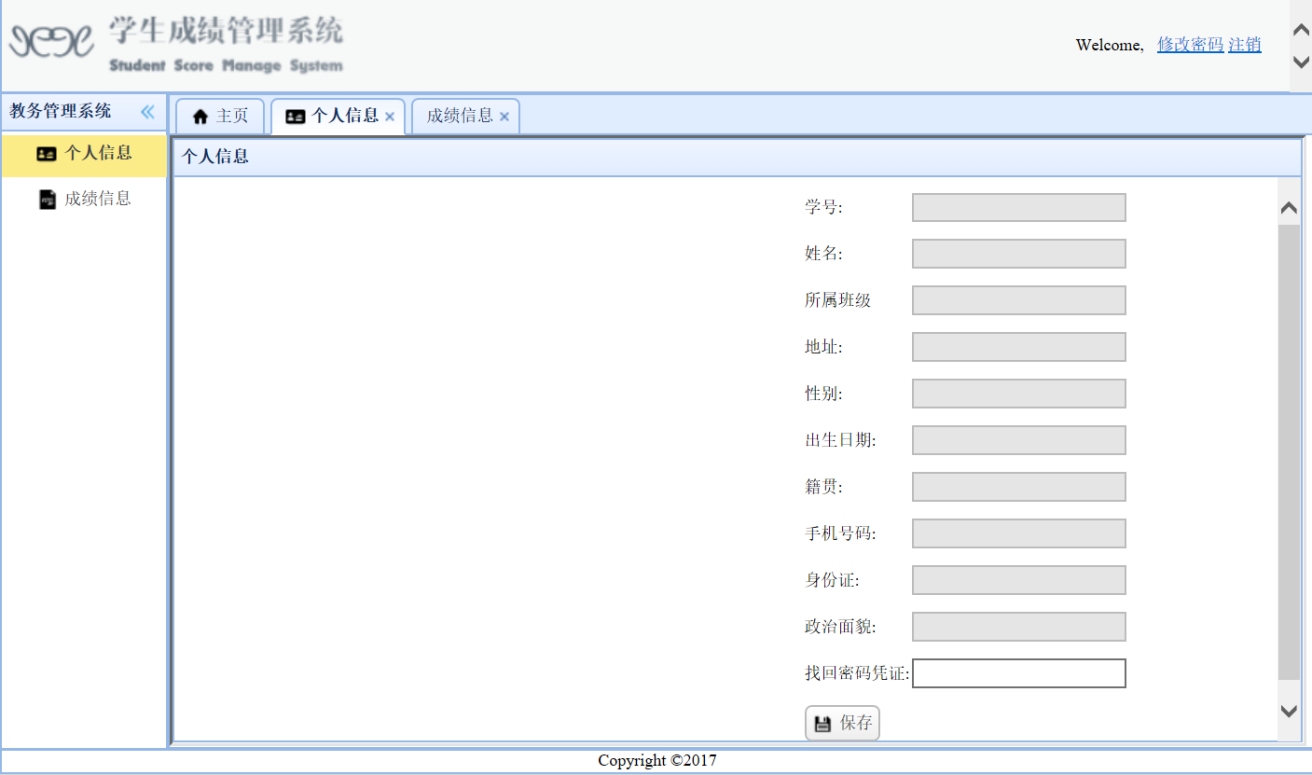 学生成绩管理系统
Student Score Manage System
Welcome, 修改密码 注销
教务管理系统
主页
个人信息
成绩信息
个人信息
成绩信息
个人信息
学号:
姓名:
所属班级
地址:
性别:
出生日期:
籍贯:
手机号码:
身份证:
政治面貌:
找回密码凭证:
保存
Copyright ©2017